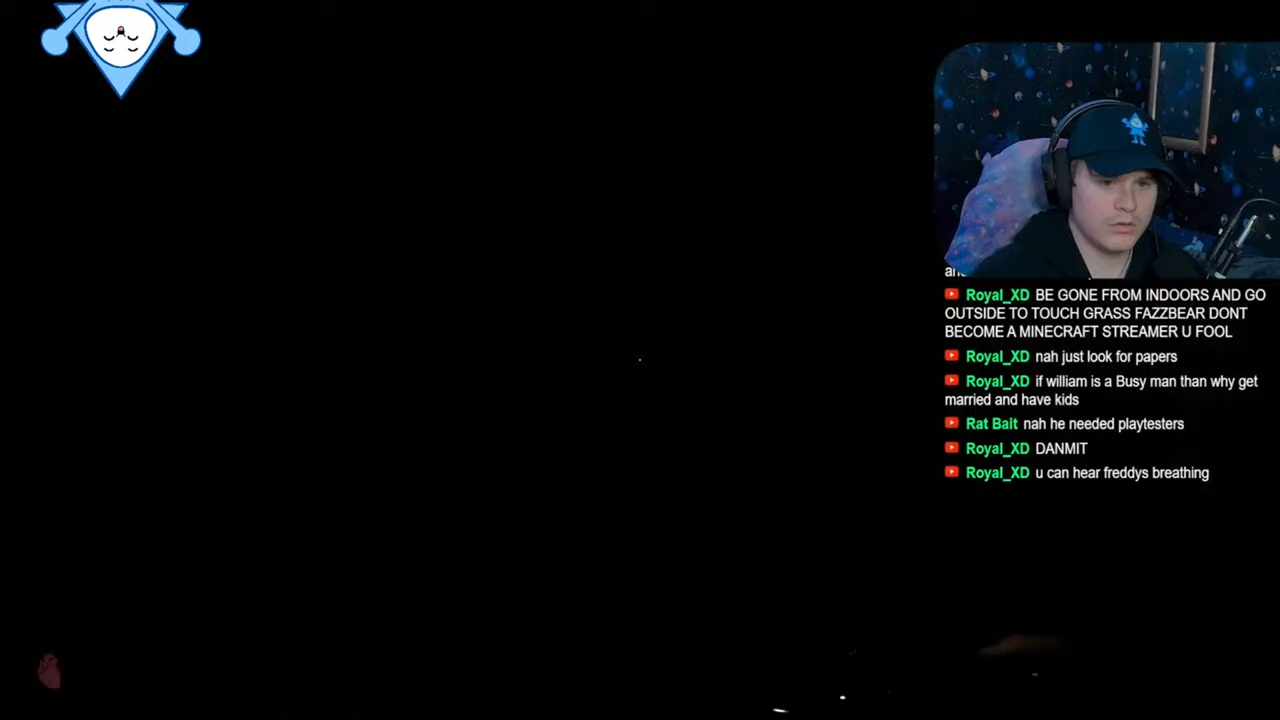 Royal_XD BE GONE FROM INDOORS AND GO
OUTSIDE TO TOUCH GRASS FAZZBEAR DONT
BECOME A MINECRAFT STREAMER U FOOL
Royal_XD nah just look for papers
Royal_XD if william is a Busy man than why get
married and have kids
Rat Bait nah he needed playtesters
Royal_XD DANMIT
Royal_XD u can hear freddys breathing